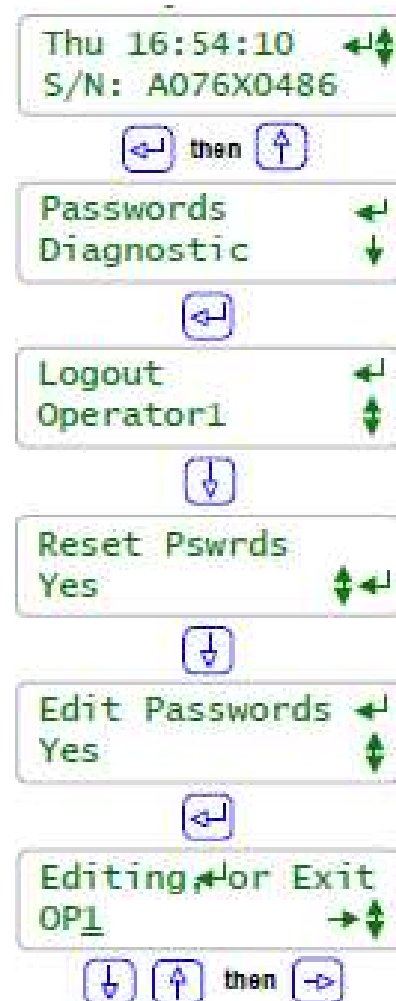 Thu 16:54:10
S/N: A076X0486
then
Passwords
Diagnostic
Logout
Operator1
Reset Pswrds
Yes
Edit Passwords
Yes
Editing,↵or Exit
OP1
then